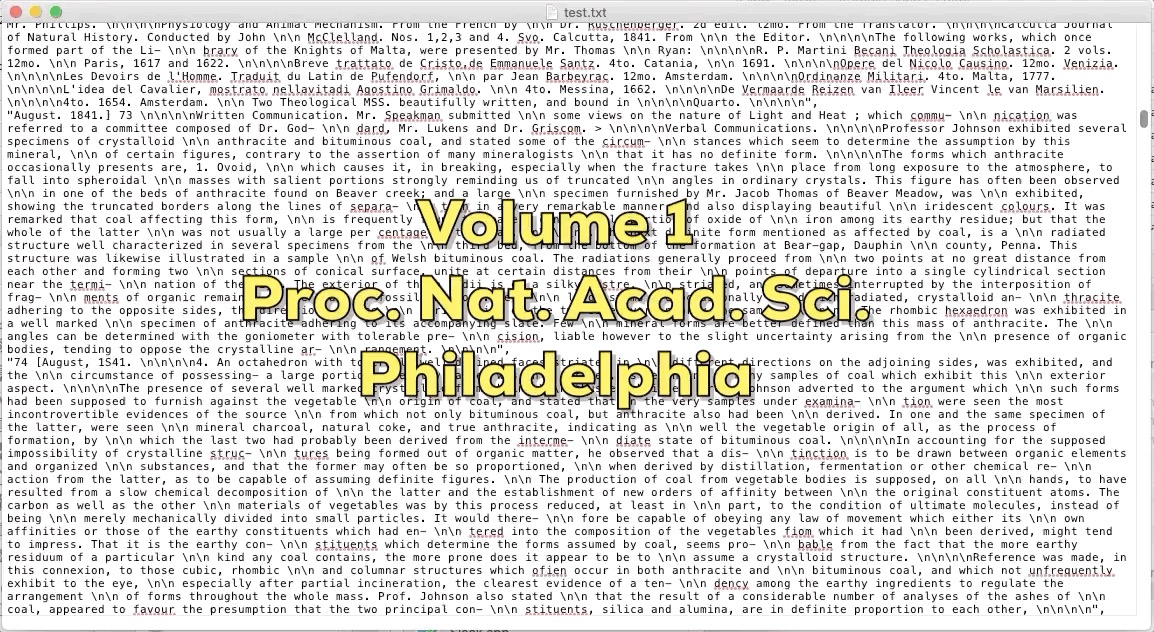 test.txt
Mr. Phillips. \n\n\n\nPhysiology and Animal Mechanism. From the French by \n\n Dr. Ruschenberger. 2d edit. 12mo. From the Translator. \n\n\n\nCalcutta Journal
of Natural History. Conducted by John \n\n McClelland. Nos. 1,2,3 and 4. Svo. Calcutta, 1841. From \n\n the Editor. \n\n\n\nThe following works, which once
formed part of the Li- \n\n brary of the Knights of Malta, were presented by Mr. Thomas \n\n Ryan: \n\n\n\nR. P. Martini Becani Theologia Scholastica. 2 vols.
12mo. \n\n Paris, 1617 and 1622. \n\n\n\nBreve trattato de Cristo,de Emmanuele Santz. 4to. Catania, \n\n 1691. \n\n\n\nOpere del Nicolo Causino. 12mo. Venizia.
\n\n\n\nLes Devoirs de l'Homme. Traduit du Latin de Pufendorf, \n\n par Jean Barbeyrac. 12mo. Amsterdam. \n\n\n\nOrdinanze Militari. 4to. Malta, 1777.
\n\n\n\nL'idea del Cavalier, mostrato nellavitadi Agostino Grimaldo. \n\n 4to. Messina, 1662. \n\n\n\nDe Vermaarde Reizen van Ileer Vincent le van Marsilien.
\n\n\n\n4to. 1654. Amsterdam. \n\n Two Theological MSS. beautifully written, and bound in \n\n\n\nQuarto. \n\n\n\n",
"August. 1841.] 73 \n\n\n\nWritten Communication. Mr. Speakman submitted \n\n some views on the nature of Light and Heat ; which commu- \n\n nication was
referred to a committee composed of Dr. God- \n\n dard, Mr. Lukens and Dr. Griscom. > \n\n\n\nVerbal Communications. \n\n\n\nProfessor Johnson exhibited several
specimens of crystalloid \n\n anthracite and bituminous coal, and stated some of the circum- \n\n stances which seem to determine the assumption by this
mineral, \n\n of certain figures, contrary to the assertion of many mineralogists \n\n that it has no definite form. \n\n\n\nThe forms which anthracite
occasionally presents are, 1. Ovoid, \n\n which causes it, in breaking, especially when the fracture takes \n\n place from long exposure to the atmosphere, to
fall into spheroidal \n\n masses with salient portions strongly reminding us of truncated \n\n angles in ordinary crystals. This figure has often been observed
\n\n in one of the beds of anthracite found on Beaver creek; and a large \n\n specimen furnished by Mr. Jacob Thomas of Beaver Meadow, was \n\n exhibited,
showing the truncated borders along the lines of separa- \n\n in a very remarkable manner and also displaying beautiful \n\n iridescent colours. It was
remarked that coal affecting this form, \n\n is frequently of oxide of \n\n iron among its earthy residue; but that the
whole of the latter \n\n was not usually a large per centage form mentioned as affected by coal, is a \n\n radiated
structure well characterized in several specimens from the \n\n formation at Bear-gap, Dauphin \n\n county, Penna. This
structure was likewise illustrated in a sample \n\n of Welsh bituminous coal. The radiations generally proceed from \n\n two points at no great distance from
each other and forming two \n\n sections of conical surface, unite at certain distances from their \n\n points of departure into a single cylindrical section
near the termi- \n\n nation of the The exterior of the is a silky lustre, striated, and sometimes interrupted by the interposition of
frag- \n\n ments of organic remains radiated, crystalloid an- \n\n thracite
adhering to the opposite sides, the rhombic hexaedron was exhibited in
a well marked \n\n specimen of anthracite adhering to its accompanying slate. Few \n\n mineral forms are better defined than this mass of anthracite. The \n\n
angles can be determined with the goniometer with tolerable pre- \n\n cision, liable however to the slight uncertainty arising from the \n\n presence of organic
bodies, tending to oppose the crystalline ar- \n\n rangement. \n\n\n\n",
"74 [August, 1S41. \n\n\n\n4. An octahedron with faces striated in \n\n different directions to the adjoining sides, was exhibited, and
the \n\n circumstance of possessing- a large samples of coal which exhibit this \n\n exterior
aspect. \n\n\n\nThe presence of several well marked Johnson adverted to the argument which \n\n such forms
had been supposed to furnish against the vegetable \n\n origin of coal, and stated that in the very samples under examina- \n\n tion were seen the most
incontrovertible evidences of the source \n\n from which not only bituminous coal, but anthracite also had been \n\n derived. In one and the same specimen of
the latter, were seen \n\n mineral charcoal, natural coke, and true anthracite, indicating as \n\n well the vegetable origin of all, as the process of
formation, by \n\n which the last two had probably been derived from the interme- \n\n diate state of bituminous coal. \n\n\n\nIn accounting for the supposed
impossibility of crystalline struc- \n\n tures being formed out of organic matter, he observed that a dis- \n\n tinction is to be drawn between organic elements
and organized \n\n substances, and that the former may often be so proportioned, \n\n when derived by distillation, fermentation or other chemical re- \n\n
action from the latter, as to be capable of assuming definite figures. \n\n The production of coal from vegetable bodies is supposed, on all \n\n hands, to have
resulted from a slow chemical decomposition of \n\n the latter and the establishment of new orders of affinity between \n\n the original constituent atoms. The
carbon as well as the other \n\n materials of vegetables was by this process reduced, at least in \n\n part, to the condition of ultimate molecules, instead of
being \n\n merely mechanically divided into small particles. It would there- \n\n fore be capable of obeying any law of movement which either its \n\n own
affinities or those of the earthy constituents which had en- \n\n tered into the composition of the vegetables fiom which it had \n\n been derived, might tend
to impress. That it is the earthy con- \n\n stituents which determine the forms assumed by coal, seems pro- \n\n bable from the fact that the more earthy
residuum of a particular \n\n kind any coal contains, \n\n the more prone does it appear to be to \n\n assume a crystalloid structure. \n\n\n\nReference was made, in
this connexion, to those cubic, rhombic \n\n and columnar structures which ofien occur in both anthracite and \n\n bituminous coal, and which not unfrequently
exhibit to the eye, \n\n especially after partial incineration, the clearest evidence of a ten- \n\n dency among the earthy ingredients to regulate the
arrangement \n\n of forms throughout the whole mass. Prof. Johnson also stated \n\n that the result of a considerable number of analyses of the ashes of \n\n
coal, appeared to favour the presumption that the two principal con- \n\n stituents, silica and alumina, are in definite proportion to each other, \n\n\n\n",
Volume 1
Proc. Nat. Acad. Sci.
Philadelphia